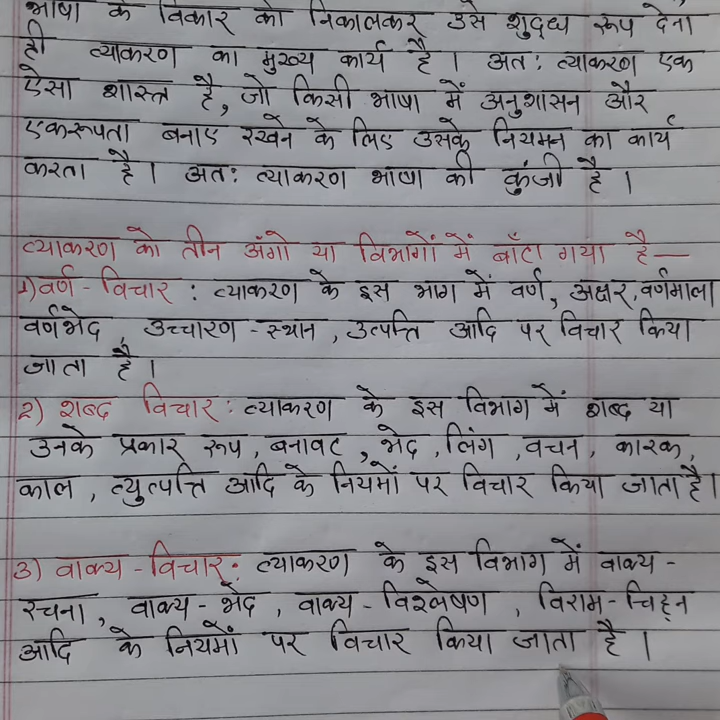 भाषा के विकार को निकालकर उसे शुद्ध रूप देना
ही व्याकरण का मुख्य कार्य है। अत: व्याकरण एक
ऐसा शास्त्र है, जो किसी भाषा में अनुशासन और
एकरूपता बनाए रखेने के लिए उसके नियमन का कार्य
करता है। अत: व्याकरण भाषा की कुंजी है।
व्याकरण को तीन अंगो या विभागों में बाँटा गया है—
1) वर्ण - विचार : व्याकरण के इस भाग में वर्ण, अक्षर, वर्णमाला
वर्णभेद, उच्चारण - स्थान, उत्पत्ति आदि पर विचार किया
जाता है।
२) शब्द विचार : व्याकरण के इस विभाग में शब्द या
उनके प्रकार रूप, बनावट, भेद, लिंग, वचन, कारक,
काल, व्युत्पत्ति आदि के नियमों पर विचार किया जाता है।
3) वाक्य - विचार : व्याकरण के इस विभाग में वाक्य -
रचना, वाक्य - भेद, वाक्य - विश्लेषण, विराम - चिह्न
आदि के नियमों पर विचार किया जाता है।